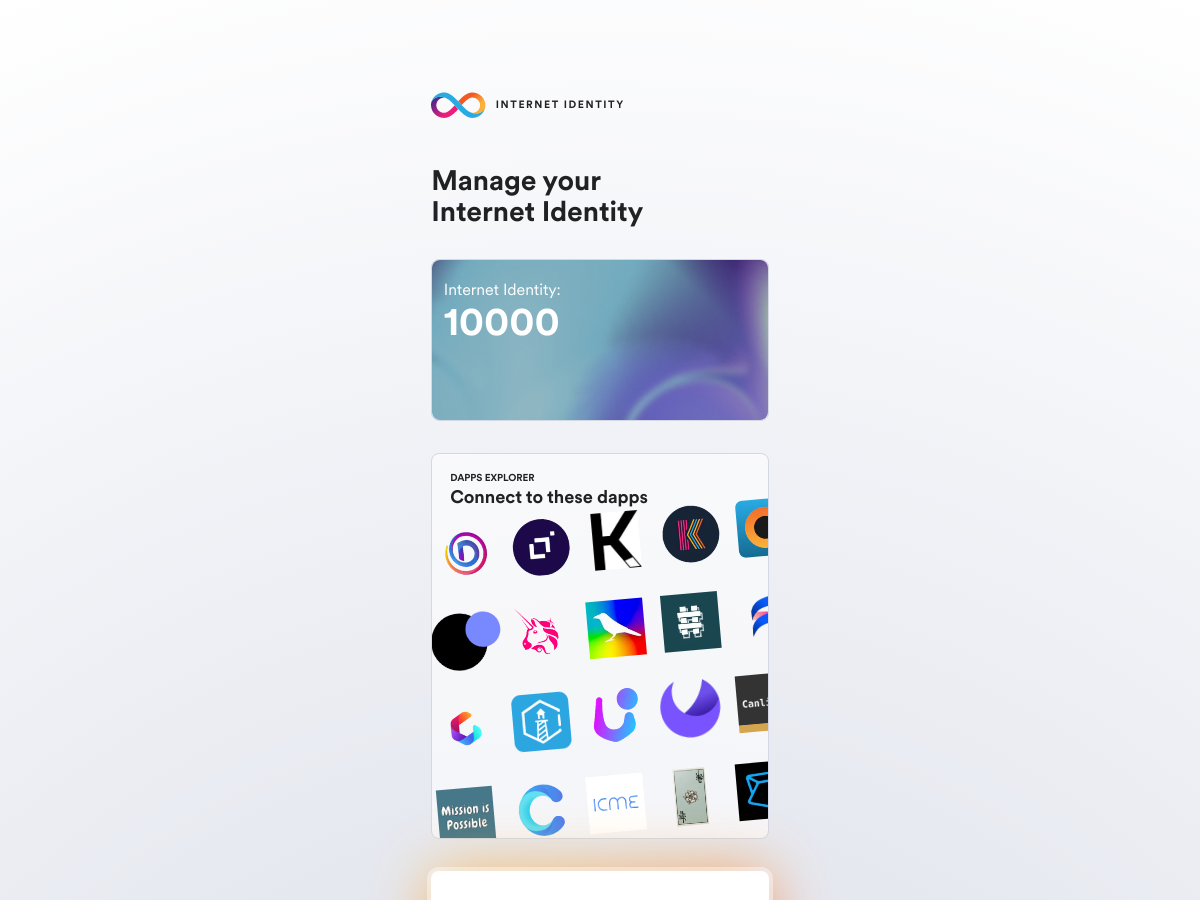 INTERNET IDENTITY
Manage your
Internet Identity
Internet Identity:
10000
DAPPS EXPLORER
Connect to these dapps
K
Mission is
Possible
ICME